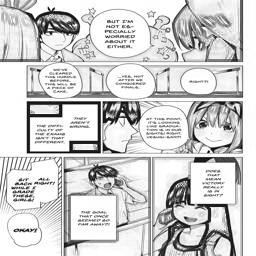 BUT I'M
NOT ES-
PECIALLY
WORRIED
ABOUT IT
EITHER.
RIGHT?!
...YES, NOT
AFTER WE
CONQUERED
FINALS.
WE'VE
CLEARED
THIS HURDLE
BEFORE.
THIS WILL BE
A PIECE OF
CAKE.
AT THIS POINT,
IT'S LOOKING
LIKE GRADUA-
TION IS IN OUR
SIGHTS! RIGHT,
THEY
AREN'T
WRONG.
THE DIFFI-
CULTY OF
THE EXAMS
ISN'T THAT
DIFFERENT.
DOES
THAT
MEAN
VICTORY
REALLY
IS IN
SIGHT?
THE GOAL
THAT ONCE
SEEMED SO
FAR AWAY?!
ALL
RIGHT!
SIT
BACK
WHILE I
GRADE
THESE,
GIRLS!
OKAY!